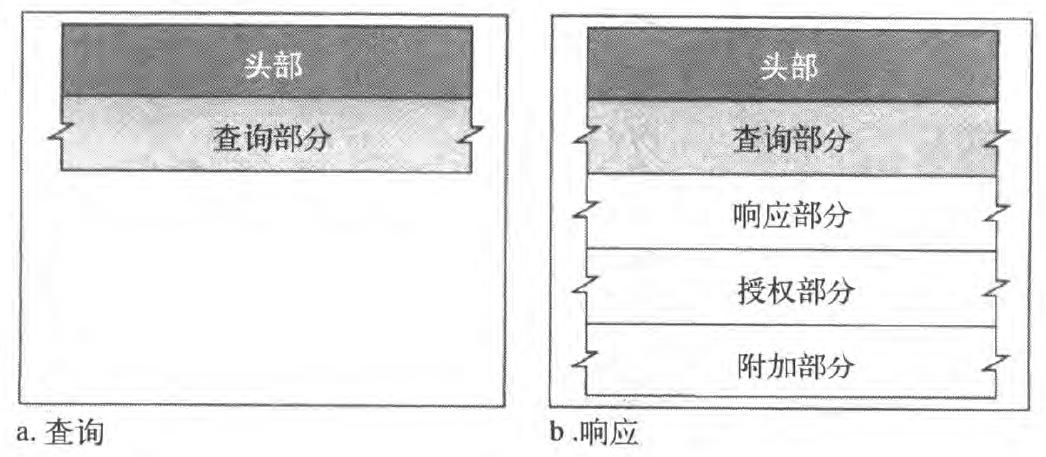 头部
查询部分
a. 查询
头部
查询部分
响应部分
授权部分
附加部分
b .响应